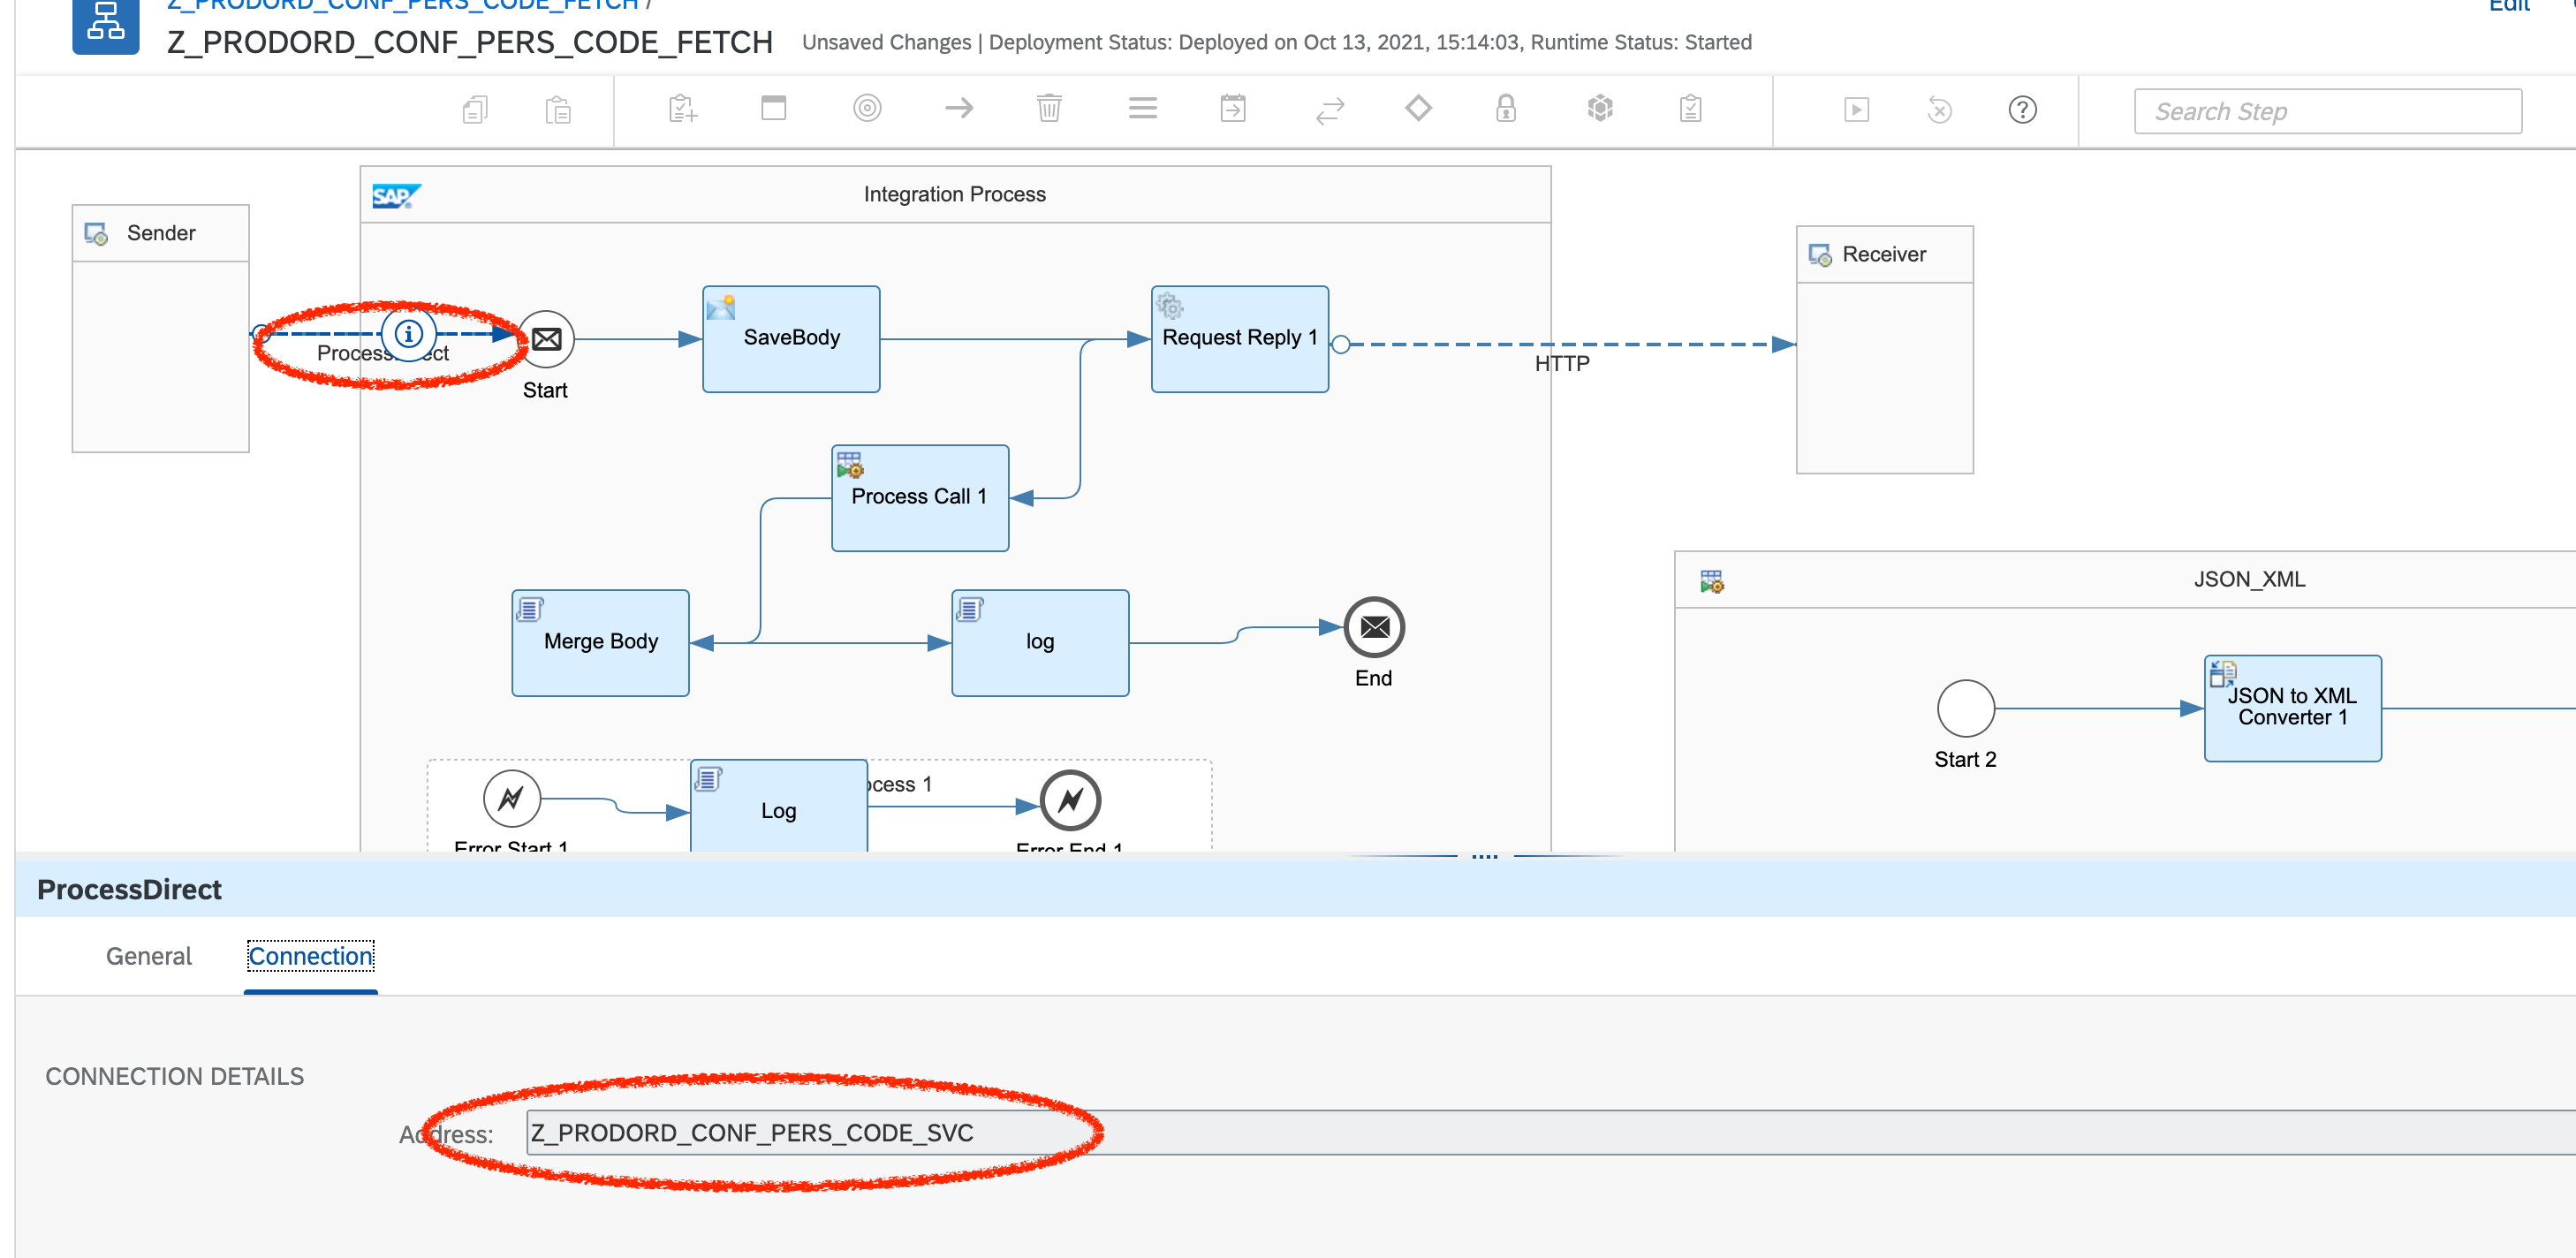 Z_PRODORD_CONF_PERS_CODE_FETCH /
Edit
Z_PRODORD_CONF_PERS_CODE_FETCH
Unsaved Changes | Deployment Status: Deployed on Oct 13, 2021, 15:14:03, Runtime Status: Started
Search Step
SAP
Integration Process
Sender
Receiver
SaveBody
Request Reply 1
Process
ect
HTTP
Start
Process Call 1
JSON_XML
Merge Body
log
End
JSON to XML
Converter 1
Start 2
ocess 1
Log
Error Start 1
Error End 1
ProcessDirect
General
Connection
CONNECTION DETAILS
Address:
Z_PRODORD_CONF_PERS_CODE_SVC